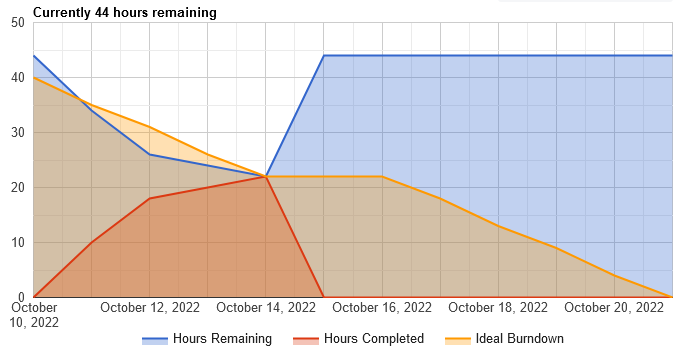 Currently 44 hours remaining
50
40
30
20
10
0
October
10, 2022
October 12, 2022
October 14, 2022
October 16, 2022
October 18, 2022
October 20, 2022
Hours Remaining
Hours Completed
Ideal Burndown